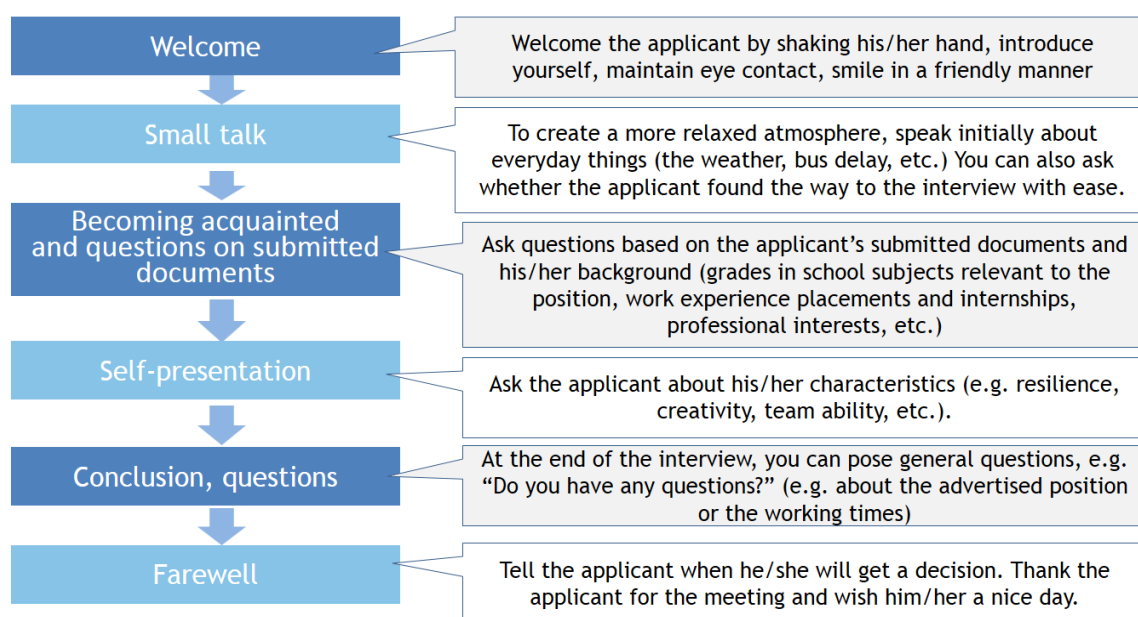 Welcome
Welcome the applicant by shaking his/her hand, introduce
yourself, maintain eye contact, smile in a friendly manner
Small talk
To create a more relaxed atmosphere, speak initially about
everyday things (the weather, bus delay, etc.) You can also ask
whether the applicant found the way to the interview with ease.
Becoming acquainted
and questions on submitted
documents
Ask questions based on the applicant’s submitted documents and
his/her background (grades in school subjects relevant to the
position, work experience placements and internships,
professional interests, etc.)
Self-presentation
Ask the applicant about his/her characteristics (e.g. resilience,
creativity, team ability, etc.).
Conclusion, questions
At the end of the interview, you can pose general questions, e.g.
“Do you have any questions?” (e.g. about the advertised position
or the working times)
Farewell
Tell the applicant when he/she will get a decision. Thank the
applicant for the meeting and wish him/her a nice day.